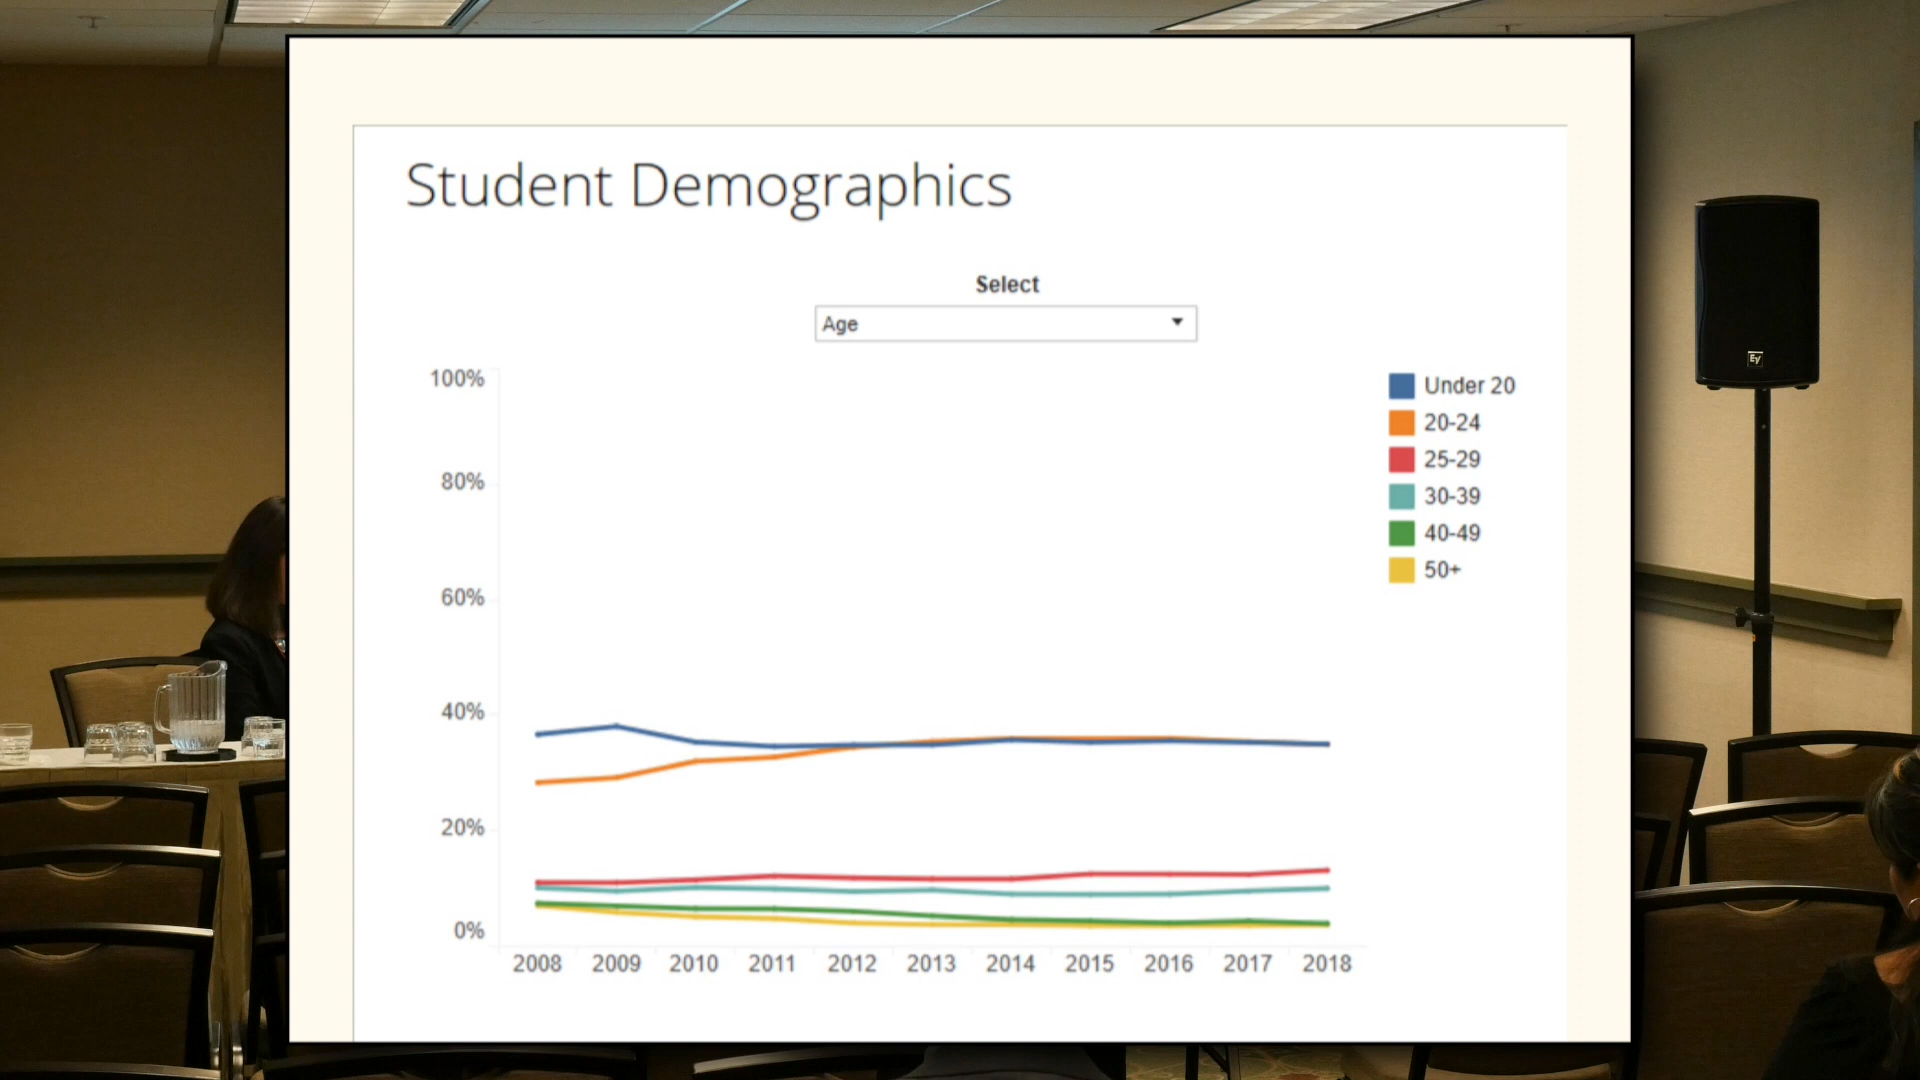 Student Demographics
Select
Age
100%
80%
60%
40%
20%
0%
2008 2009 2010 2011 2012 2013 2014 2015 2016 2017 2018
Under 20
20-24
25-29
30-39
40-49
50+
EV